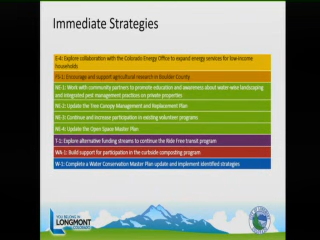 Immediate Strategies
E-4: Explore collaboration with the Colorado Energy Office to expand energy services for low-income
households
FS-2: Encourage and support agricultural research in Boulder County
NE-1: Work with community partners to promote education and awareness about water-wise landscaping
and integrated pest management practices on private properties
NE-2: Update the Tree Canopy Management and Replacement Plan
NE-3: Continue and increase participation in existing volunteer programs
NE-4: Update the Open Space Master Plan
T-1: Explore alternative funding streams to continue the Ride Free transit program
WA-1: Build support for participation in the curbside composting program
W-1: Complete a Water Conservation Master Plan update and implement identified strategies
YOU BELONG IN
LONGMONT
COLORADO